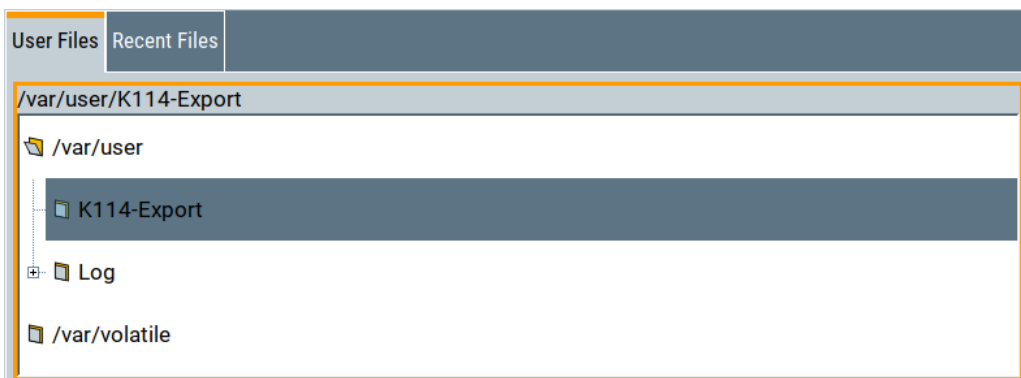 User Files Recent Files
/var/user/K114-Export
/var/user
K114-Export
Log
/var/volatile